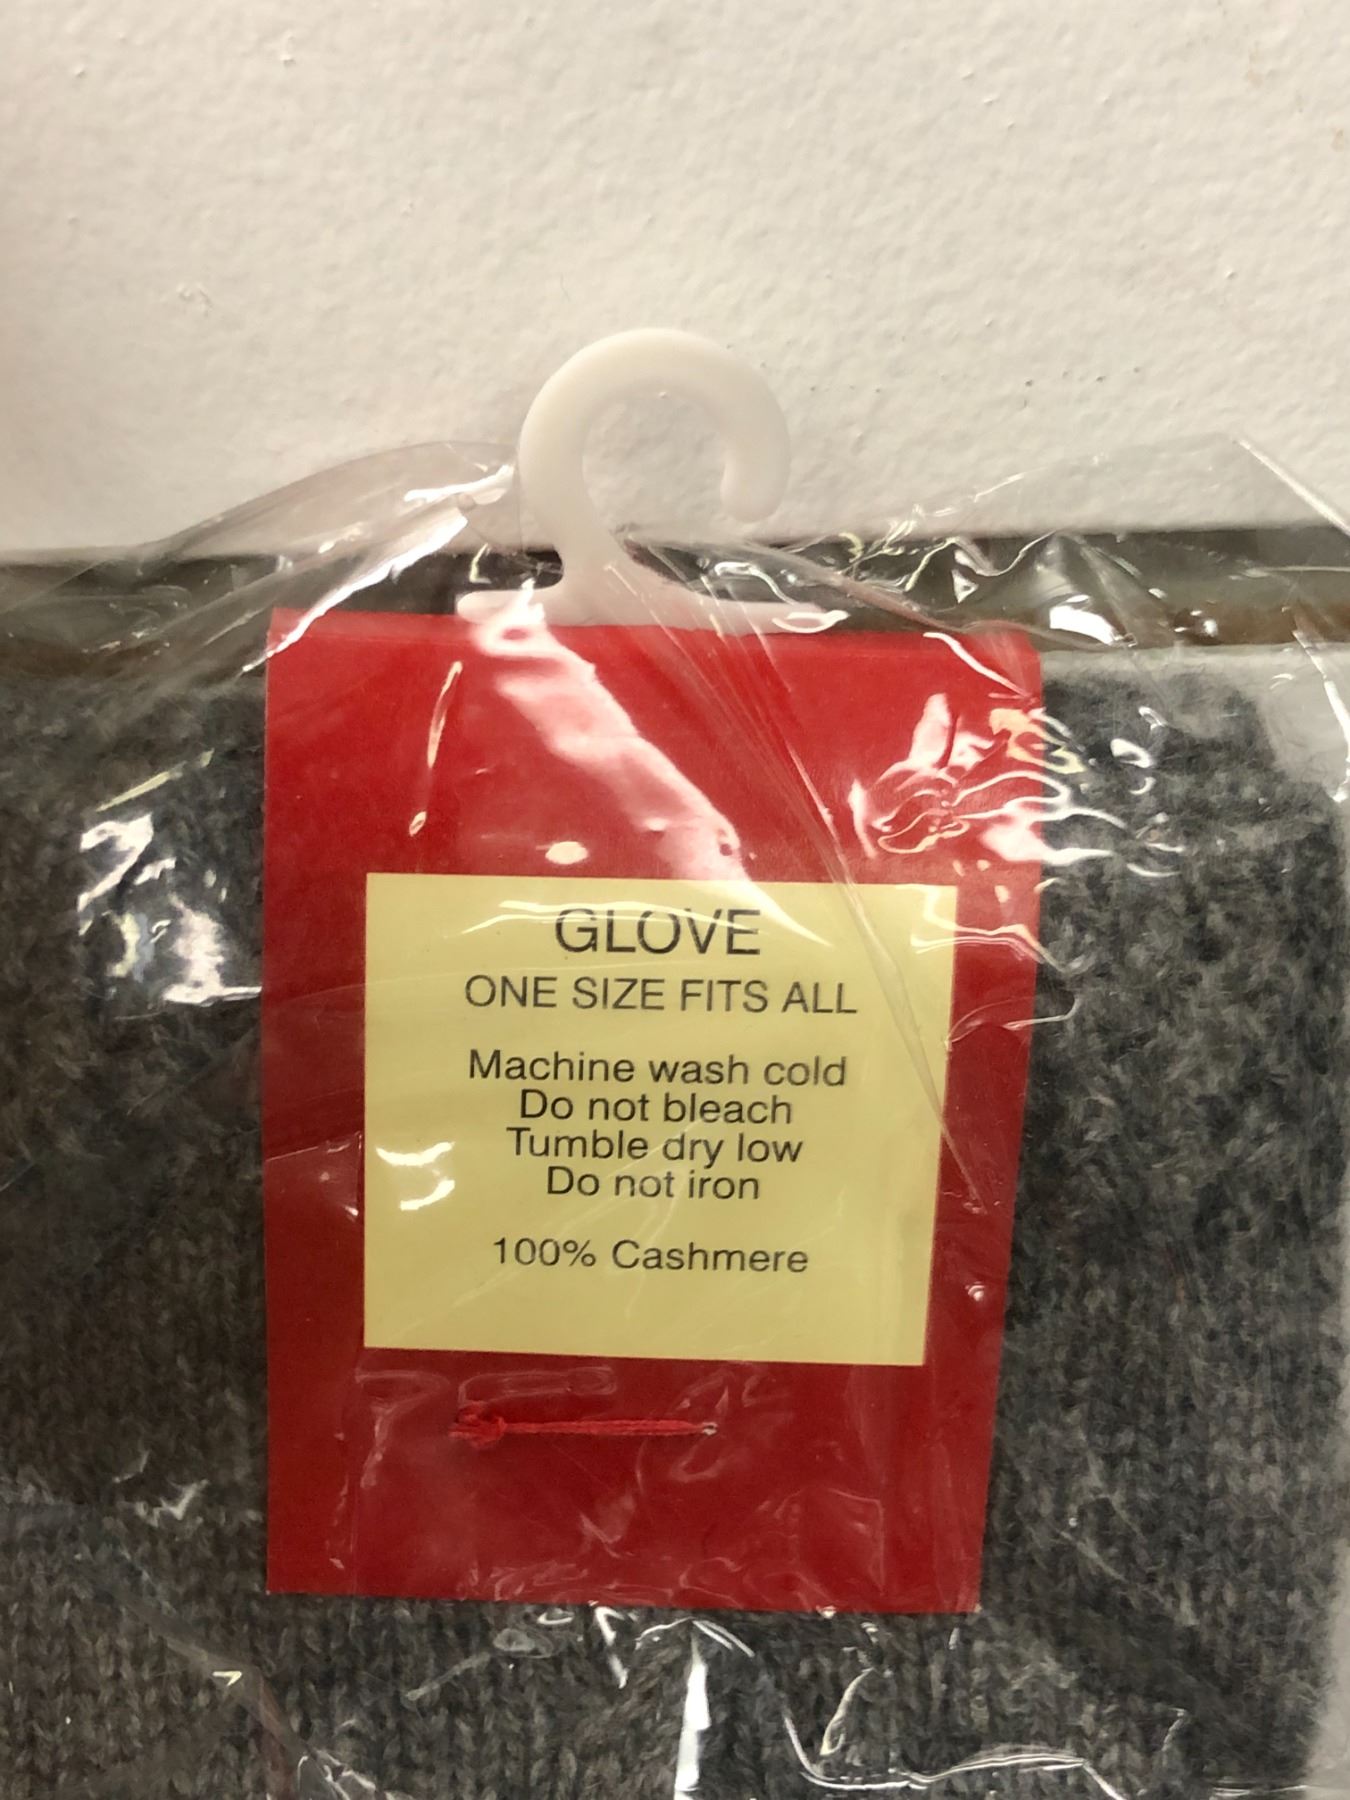 GLOVE
ONE SIZE FITS ALL
Machine wash cold
Do not bleach
Tumble dry low
Do not iron
100% Cashmere